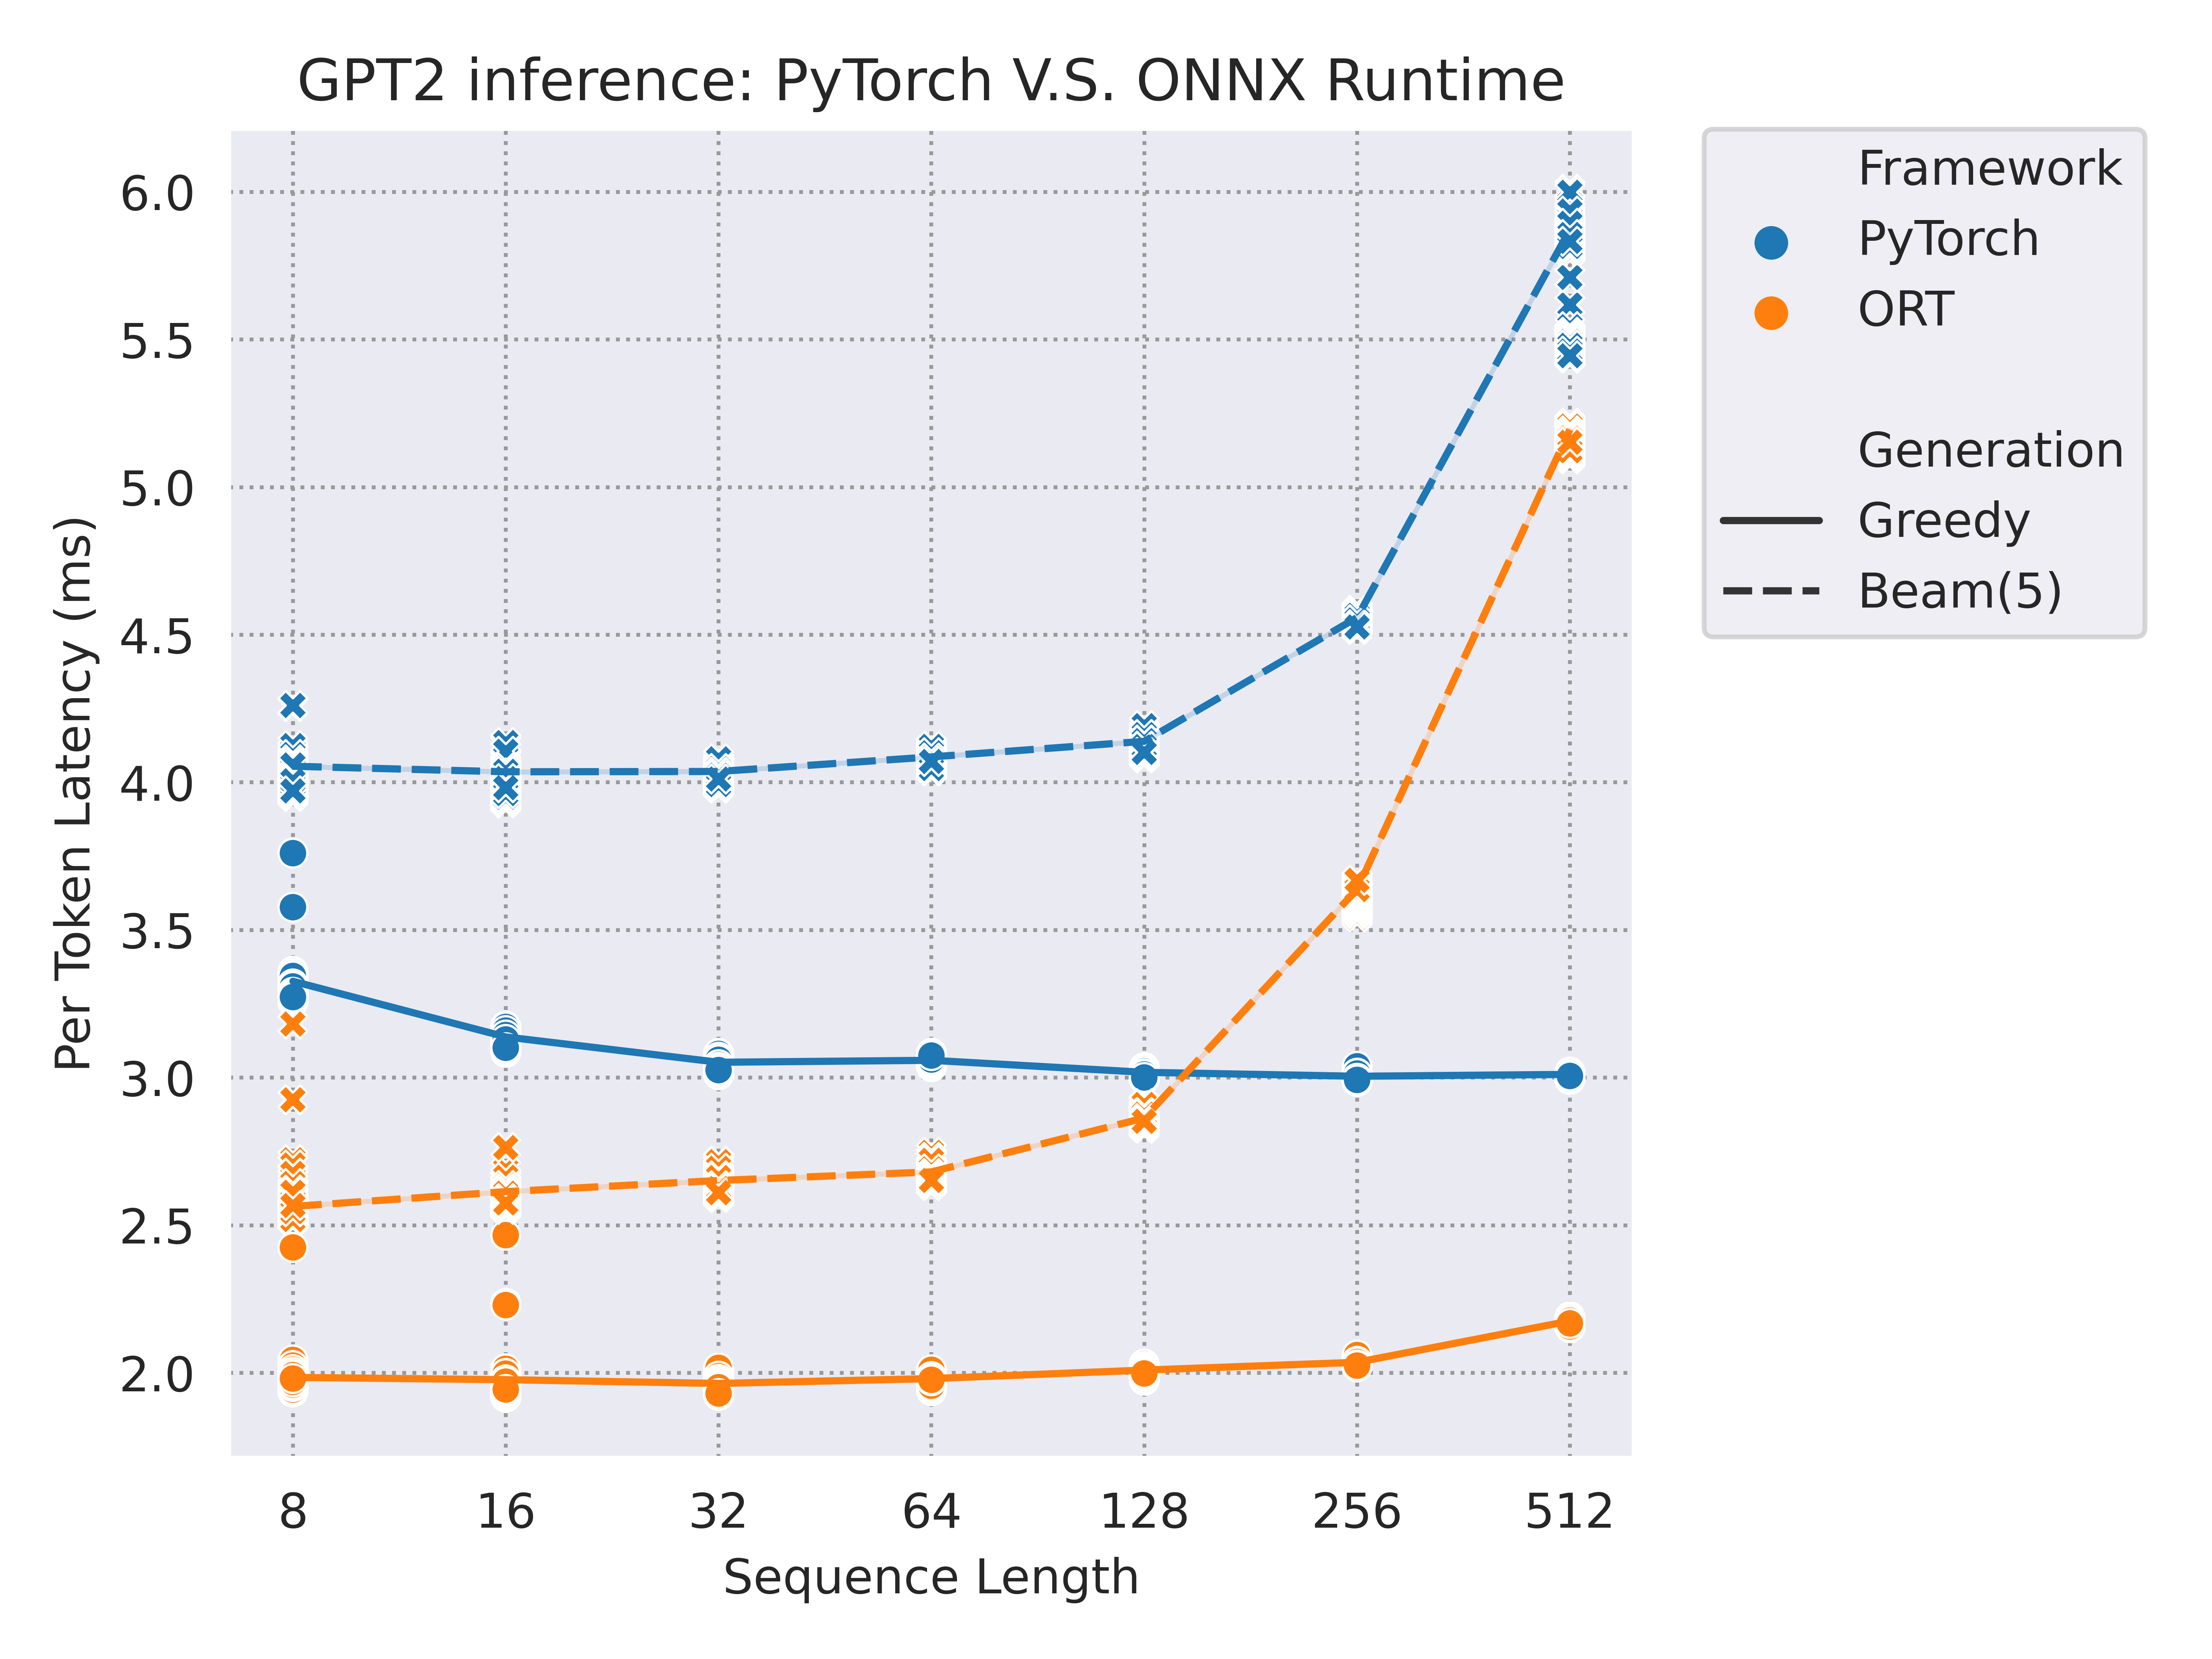 GPT2 inference: PyTorch V.S. ONNX Runtime
Per Token Latency (ms)
6.0
5.5
5.0
4.5
4.0
3.5
3.0
2.5
2.0
8 16 32 64 128 256 512
Sequence Length
Framework
PyTorch
ORT
Generation
Greedy
Beam(5)